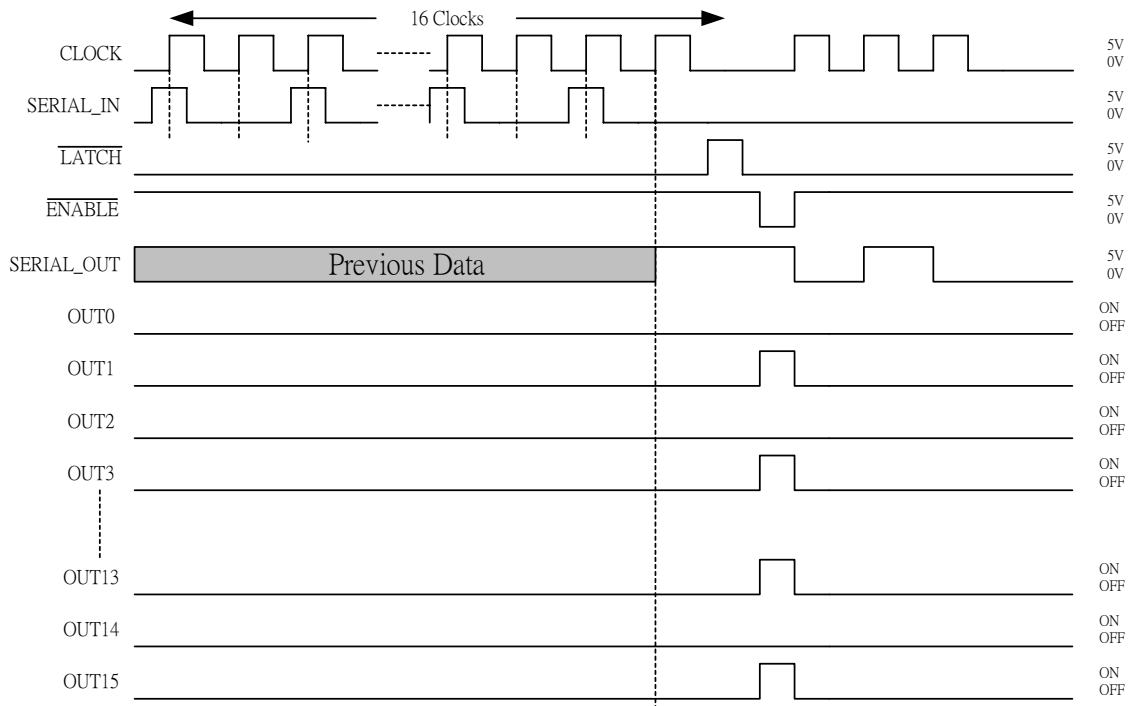 16 Clocks
CLOCK
5V
0V
SERIAL_IN
5V
0V
LATCH
5V
0V
ENABLE
5V
0V
SERIAL_OUT
Previous Data
5V
0V
OUT0
ON
OFF
OUT1
ON
OFF
OUT2
ON
OFF
OUT3
ON
OFF
OUT13
ON
OFF
OUT14
ON
OFF
OUT15
ON
OFF